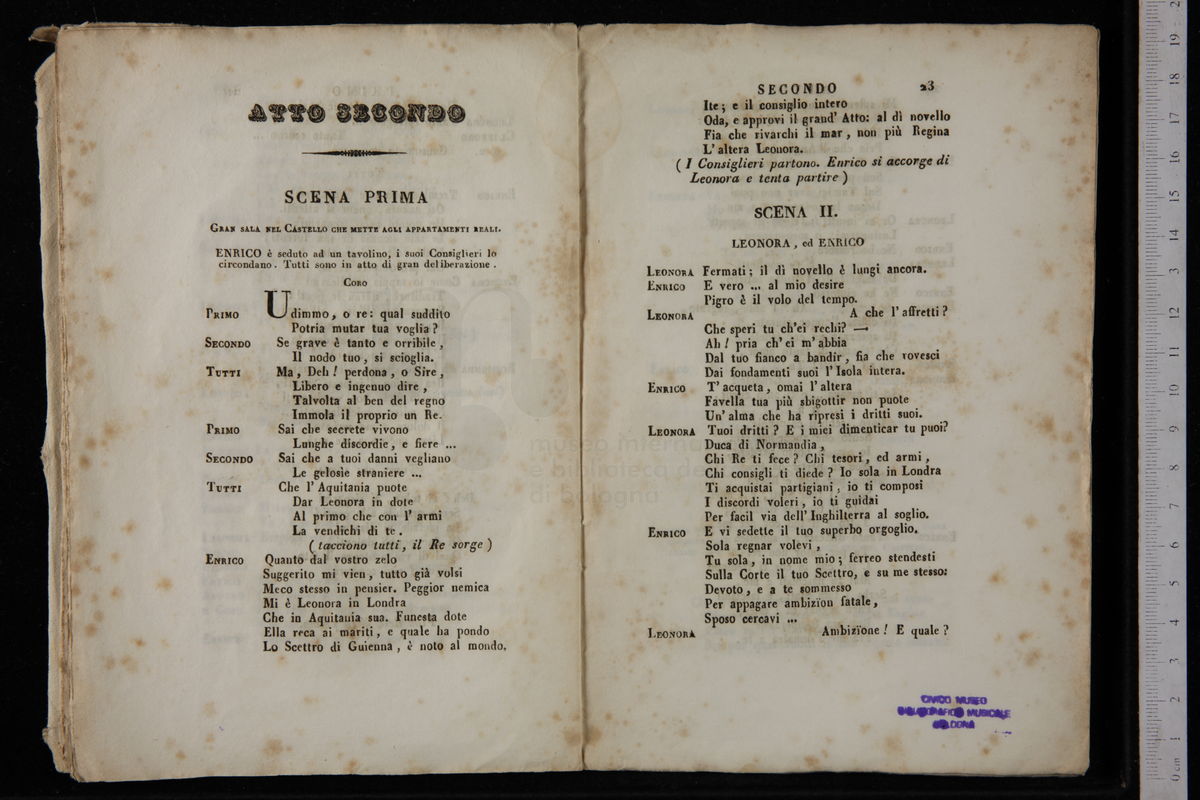 ATTO SECONDO
SCENA PRIMA
GRAN SALA NEL CASTELLO CHE METTE AGLI APPARTAMENTI REALI.
ENRICO è seduto ad un tavolino, i suoi Consiglieri lo
circondano. Tutti sono in atto di gran deliberazione.
CORO
PRIMO Udimmo, o re: qual suddito
Potria mutar tua voglia?
SECONDO Se grave è tanto e orribile,
Il nodo tuo, si scioglia.
TUTTI Ma, Deh! perdona, o Sire,
Libero e ingenuo dire,
Talvolta al ben del regno
Immola il proprio un Re.
PRIMO Sai che secrete vivono
Lunghe discordie, e fiere ...
SECONDO Sai che a tuoi danni vegliano
Le gelosie straniere ...
TUTTI Che l'Aquitania puote
Dar Leonora in dote
Al primo che con l'armi
La vendichi di te.
(tacciono tutti, il Re sorge)
ENRICO Quanto dal vostro zelo
Suggerito mi vien, tutto già volsi
Meco stesso in pensier. Peggior nemica
Mi è Leonora in Londra
Che in Aquitania sua. Funesta dote
Ella reca ai mariti, e quale ha pondo
Lo Scettro di Guienna, è noto al mondo.
SECONDO 23
Ite; e il consiglio intero
Oda, e approvi il grand' Atto: al dì novello
Fia che rivarchi il mar, non più Regina
L'altera Leonora.
(I Consiglieri partono. Enrico si accorge di
Leonora e tenta partire)
SCENA II.
LEONORA, ed ENRICO
LEONORA Fermati; il dì novello è lungi ancora.
ENRICO E vero ... al mio desire
Pigro è il volo del tempo.
LEONORA A che l'affretti?
Che speri tu ch'ei rechi? —
Ah! pria ch'ei m'abbia
Dal tuo fianco a bandir, fia che rovesci
Dai fondamenti suoi l'Isola intera.
ENRICO T'acqueta, omai l'altera
Favella tua più sbigottir non puote
Un'alma che ha ripresi i dritti suoi.
LEONORA Tuoi dritti? E i miei dimenticar tu puoi?
Duca di Normandia,
Chi Re ti fece? Chi tesori, ed armi,
Chi consigli ti diede? Io sola in Londra
Ti acquistai partigiani, io ti composi
I discordi voleri, io ti guidai
Per facil via dell'Inghilterra al soglio.
ENRICO E vi sedette il tuo superbo orgoglio.
Sola regnar volevi,
Tu sola, in nome mio; ferreo stendesti
Sulla Corte il tuo Scettro, e su me stesso:
Devoto, e a te sommesso
Per appagare ambizïon fatale,
Sposo cercavi ...
LEONORA Ambizïone! E quale?
CIVICO MUSEO
BIBLIOGRAFICO MUSICALE
BOLOGNA
museo interna
e biblioteca de
di bologna